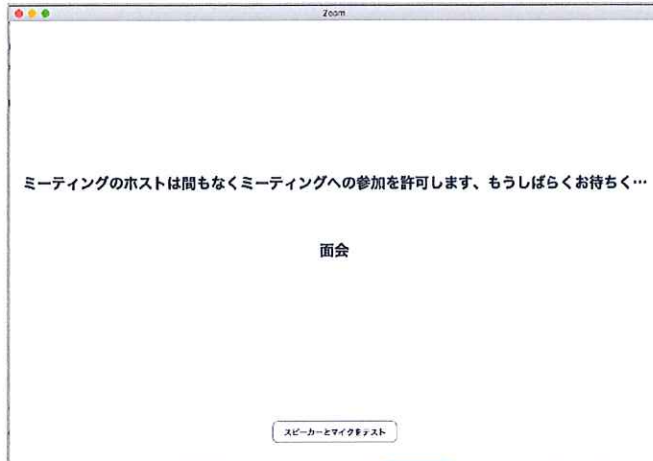 Zoom
ミーティングのホストは間もなくミーティングへの参加を許可します、もうしばらくお待ちく…
面会
スピーカーとマイクをテスト